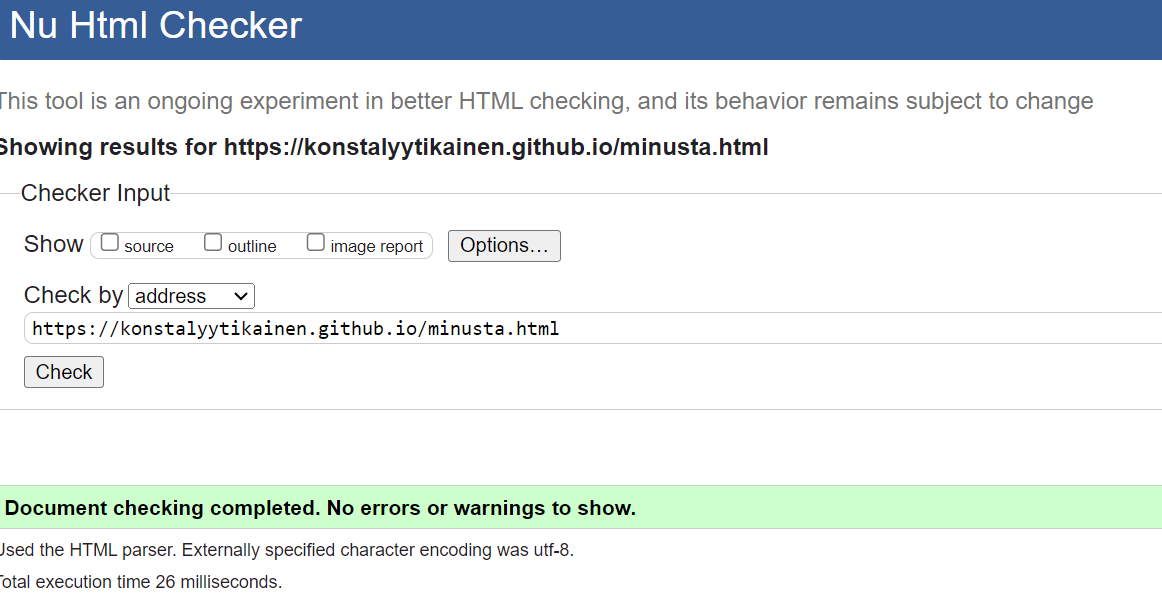 Nu Html Checker
This tool is an ongoing experiment in better HTML checking, and its behavior remains subject to change
Showing results for https://konstalyytikainen.github.io/minusta.html
Checker Input
Show source outline image report Options…
Check by address
https://konstalyytikainen.github.io/minusta.html
Check
Document checking completed. No errors or warnings to show.
Used the HTML parser. Externally specified character encoding was utf-8.
Total execution time 26 milliseconds.